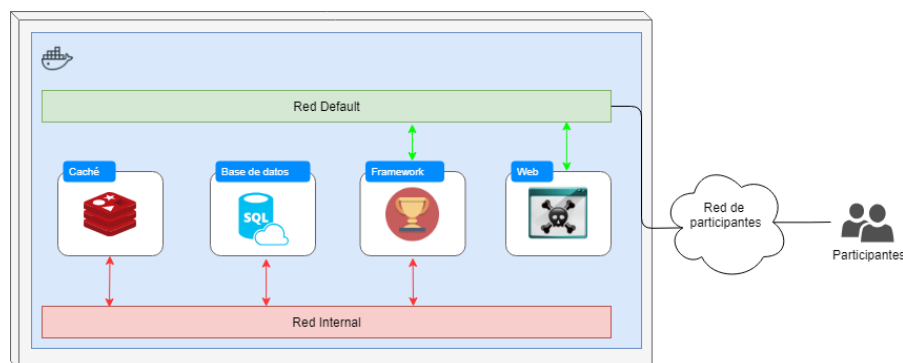 Red Default
Caché
Base de datos
Framework
Web
SQL
Red de
participantes
Participantes
Red Internal